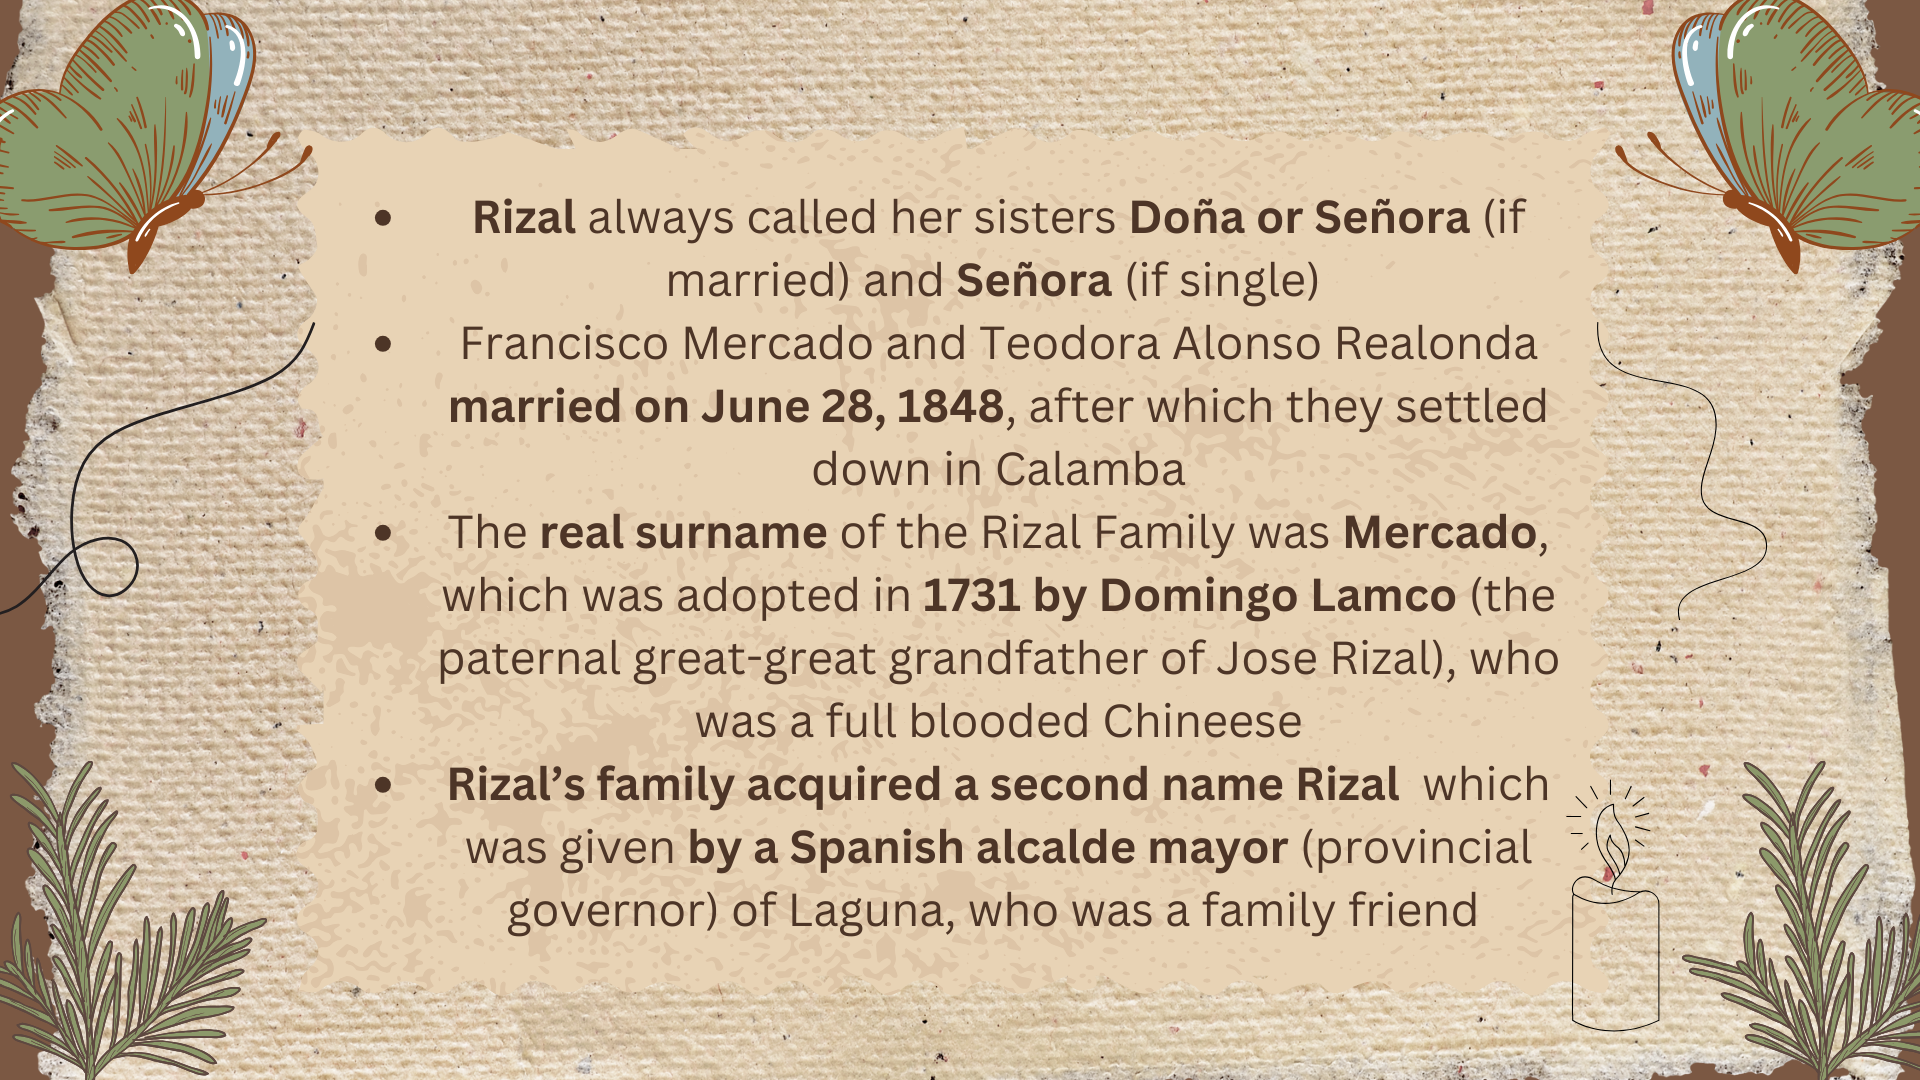 • Rizal always called her sisters Doña or Señora (if
married) and Señora (if single)
• Francisco Mercado and Teodora Alonso Realonda
married on June 28, 1848, after which they settled
down in Calamba
• The real surname of the Rizal Family was Mercado,
which was adopted in 1731 by Domingo Lamco (the
paternal great-great grandfather of Jose Rizal), who
was a full blooded Chineese
• Rizal’s family acquired a second name Rizal which
was given by a Spanish alcalde mayor (provincial
governor) of Laguna, who was a family friend